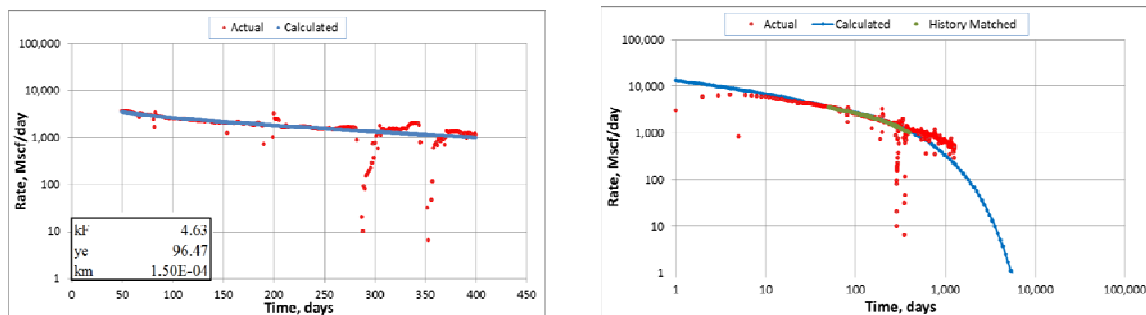 Actual Calculated
100,000
10,000
1,000
100
10
1
Rate, Mscf/day
kF 4.63
ye 96.47
km 1.50E-04
0 50 100 150 200 250 300 350 400 450
Time, days
Actual Calculated History Matched
100,000
10,000
1,000
100
10
1
Rate, Mscf/day
1 10 100 1,000 10,000 100,000
Time, days